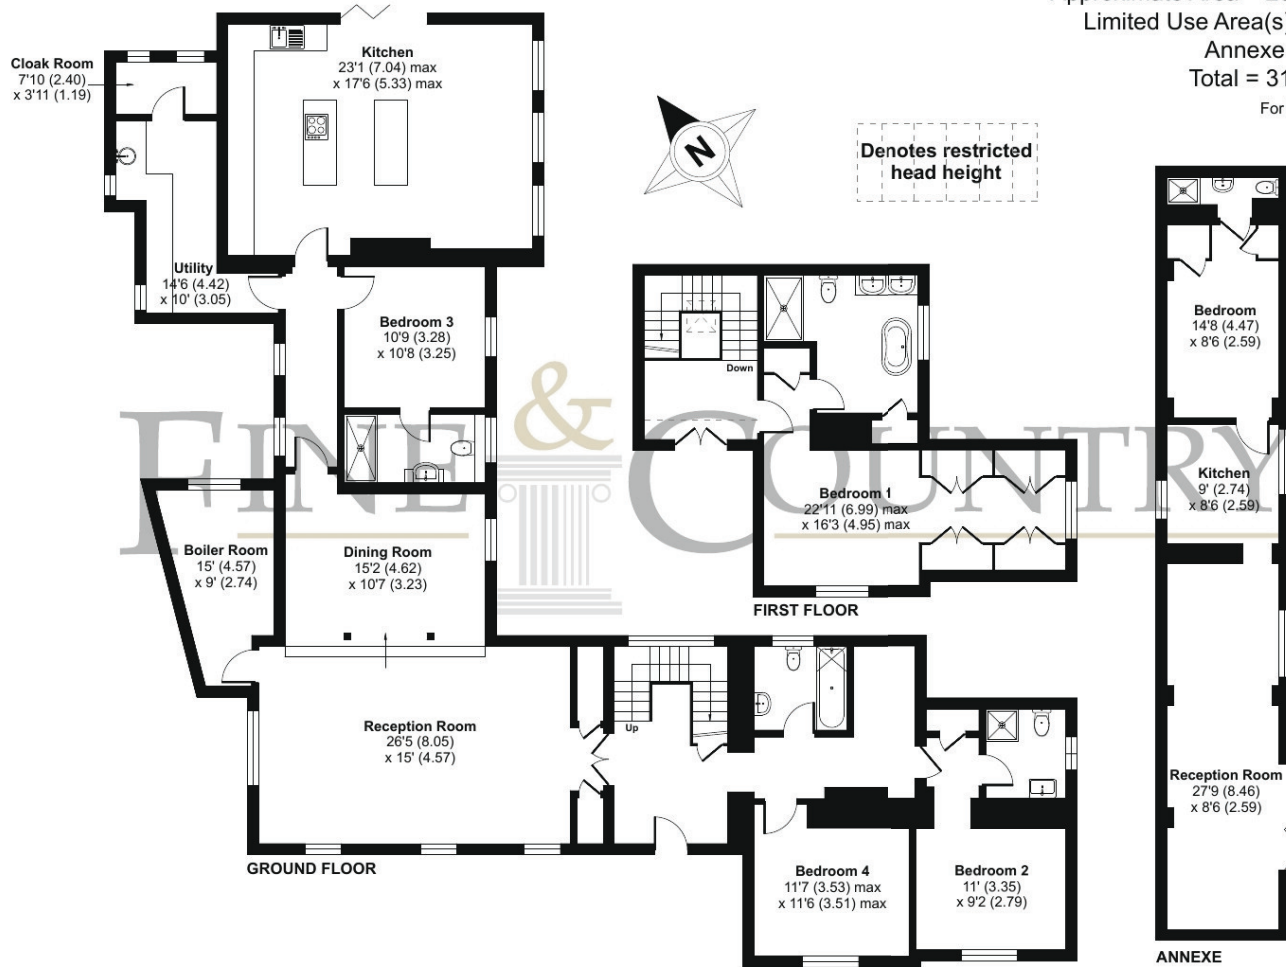 Approximate Area
Limited Use Area(s)
Annexe
Total = 31
For
Cloak Room
7'10 (2.40)
x 3'11 (1.19)
Kitchen
23'1 (7.04) max
x 17'6 (5.33) max
N
Denotes restricted
head height
Utility
14'6 (4.42)
x 10' (3.05)
Bedroom 3
10'9 (3.28)
x 10'8 (3.25)
Down
Bedroom
14'8 (4.47)
x 8'6 (2.59)
FINE & COUNTRY
Kitchen
9' (2.74)
x 8'6 (2.59)
Bedroom 1
22'11 (6.99) max
x 16'3 (4.95) max
Boiler Room
15' (4.57)
x 9' (2.74)
Dining Room
15'2 (4.62)
x 10'7 (3.23)
FIRST FLOOR
Up
Reception Room
26'5 (8.05)
x 15' (4.57)
Reception Room
27'9 (8.46)
x 8'6 (2.59)
GROUND FLOOR
Bedroom 4
11'7 (3.53) max
x 11'6 (3.51) max
Bedroom 2
11' (3.35)
x 9'2 (2.79)
ANNEXE